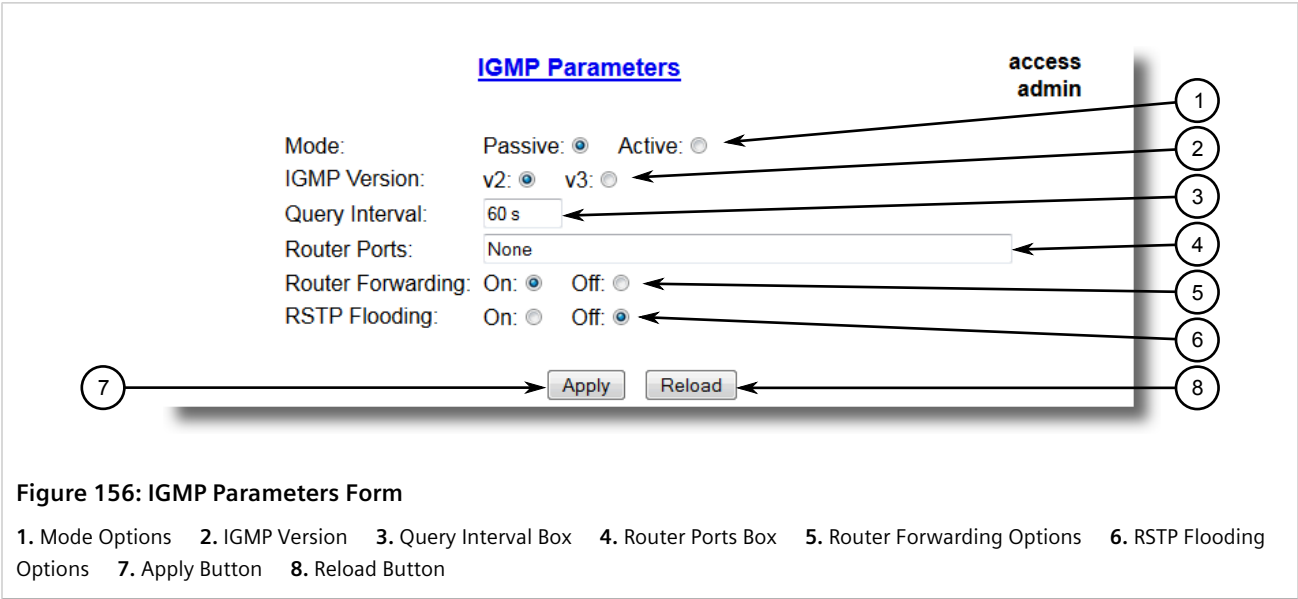 IGMP Parameters
access
admin
1
Mode: Passive: Active:
2
IGMP Version: v2: v3:
3
Query Interval: 60 s
4
Router Ports: None
5
Router Forwarding: On: Off:
6
RSTP Flooding: On: Off:
7
Apply Reload
8
Figure 156: IGMP Parameters Form
1. Mode Options 2. IGMP Version 3. Query Interval Box 4. Router Ports Box 5. Router Forwarding Options 6. RSTP Flooding
Options 7. Apply Button 8. Reload Button